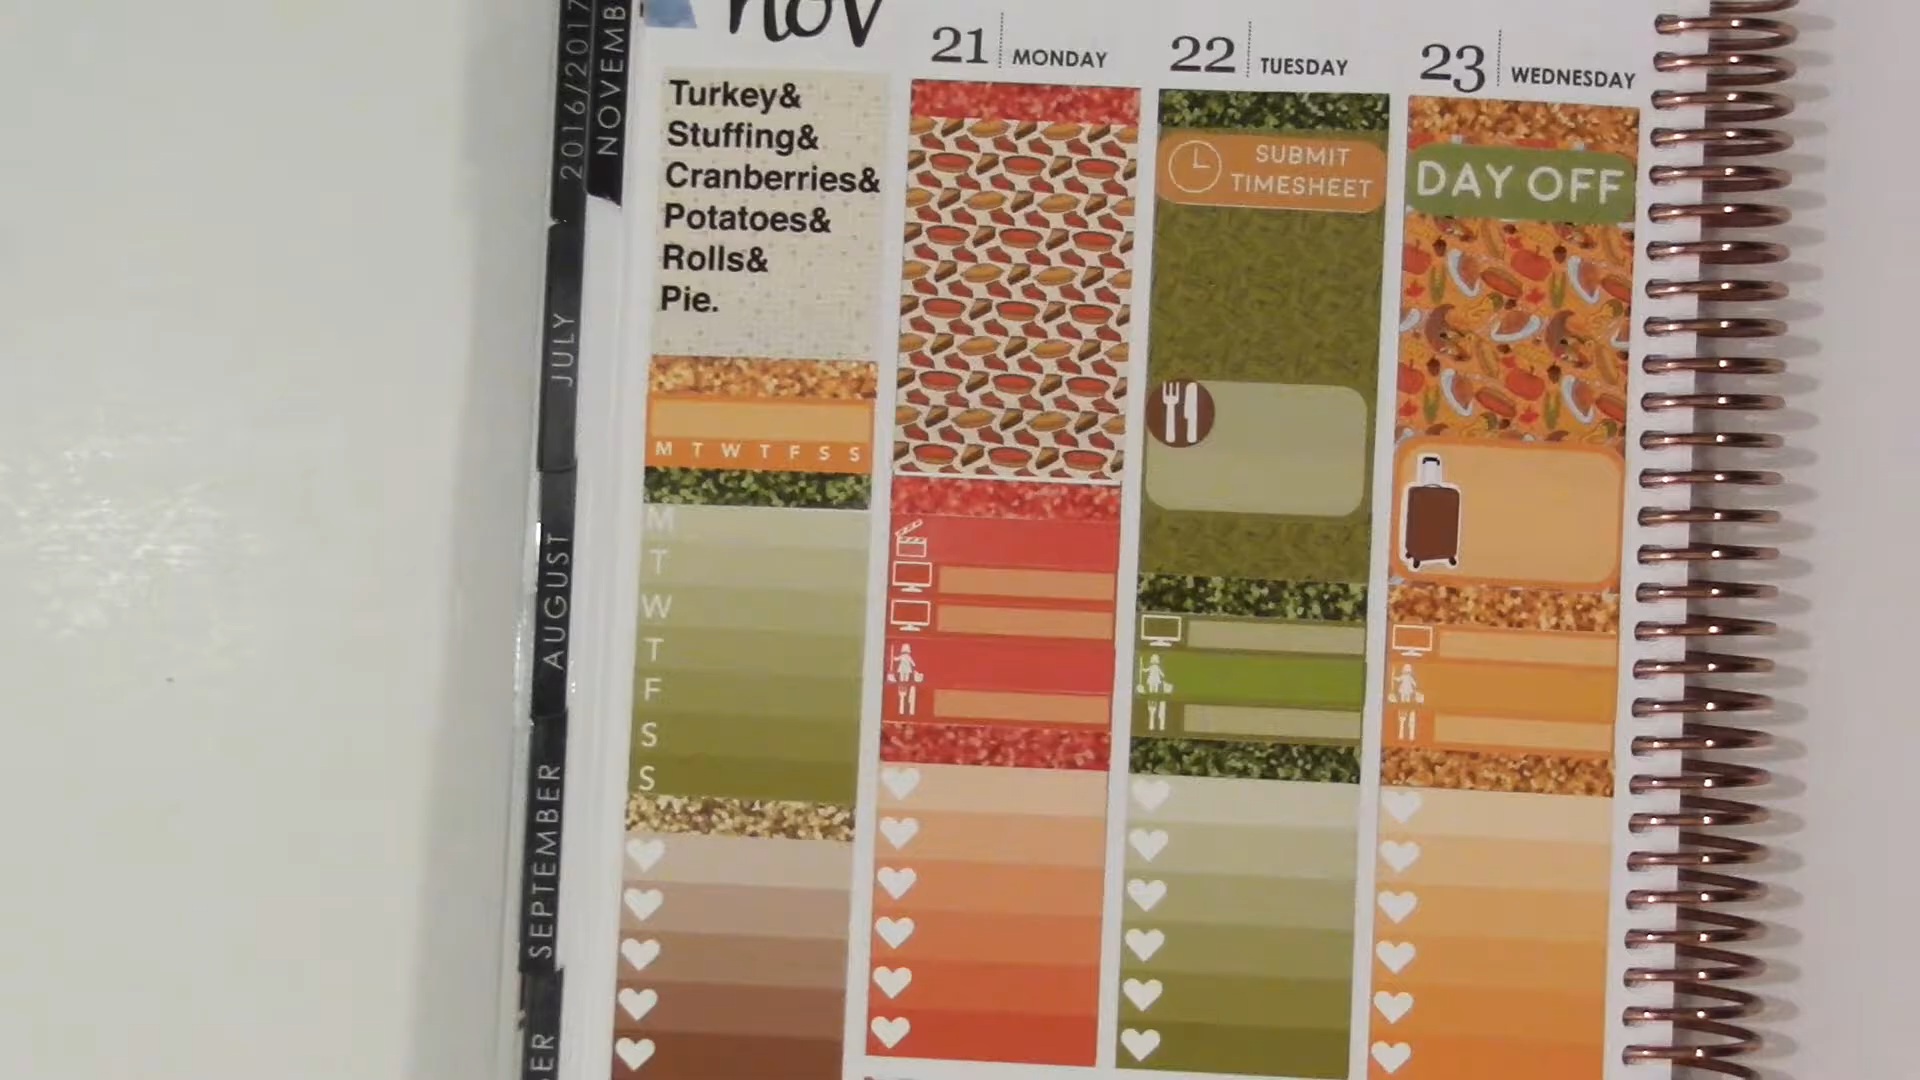 nov
21 MONDAY
22 TUESDAY
23 WEDNESDAY
2016/2017
NOVEMB
JULY
AUGUST
SEPTEMBER
BER
Turkey&
Stuffing&
Cranberries&
Potatoes&
Rolls&
Pie.
M T W T F S S
M
T
W
T
F
S
S
SUBMIT
TIMESHEET
DAY OFF